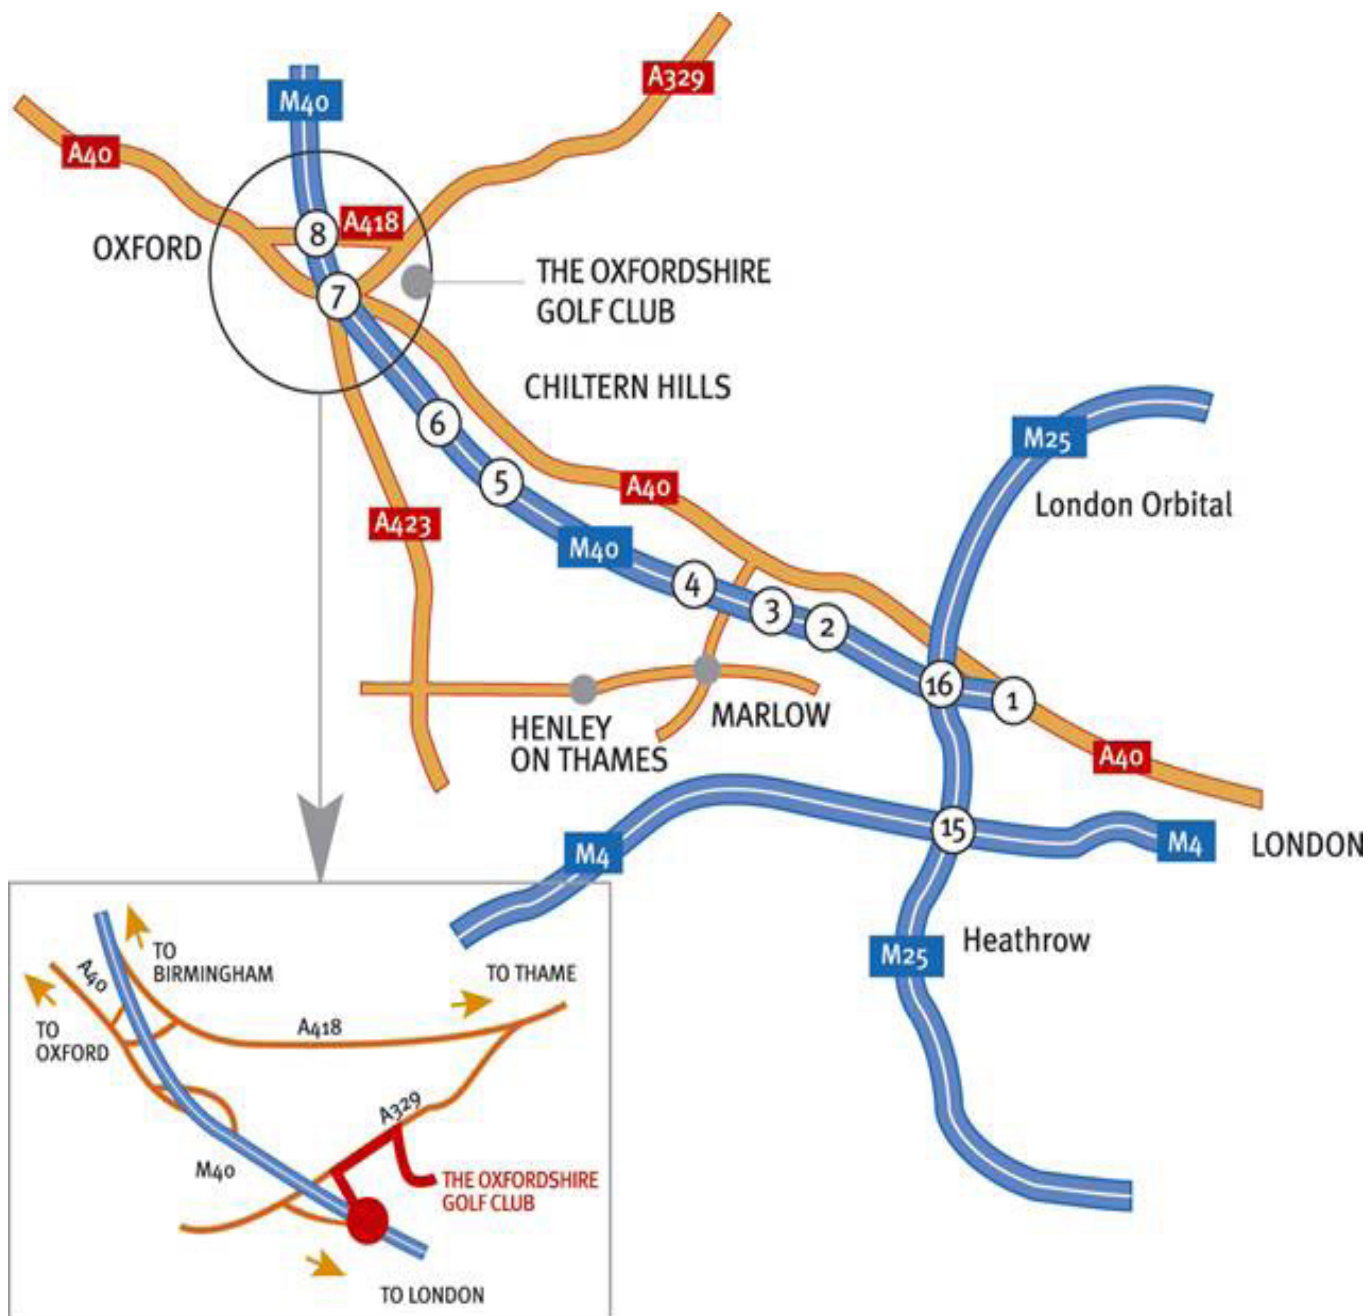 A329
M40
A40
A418
8
OXFORD
THE OXFORDSHIRE
GOLF CLUB
7
CHILTERN HILLS
6
M25
5
A40
London Orbital
A423
M40
4
3
2
16
1
MARLOW
HENLEY
ON THAMES
A40
15
M4
M4
LONDON
Heathrow
M25
TO
BIRMINGHAM
A40
TO THAME
TO
OXFORD
A418
A329
M40
THE OXFORDSHIRE
GOLF CLUB
TO LONDON